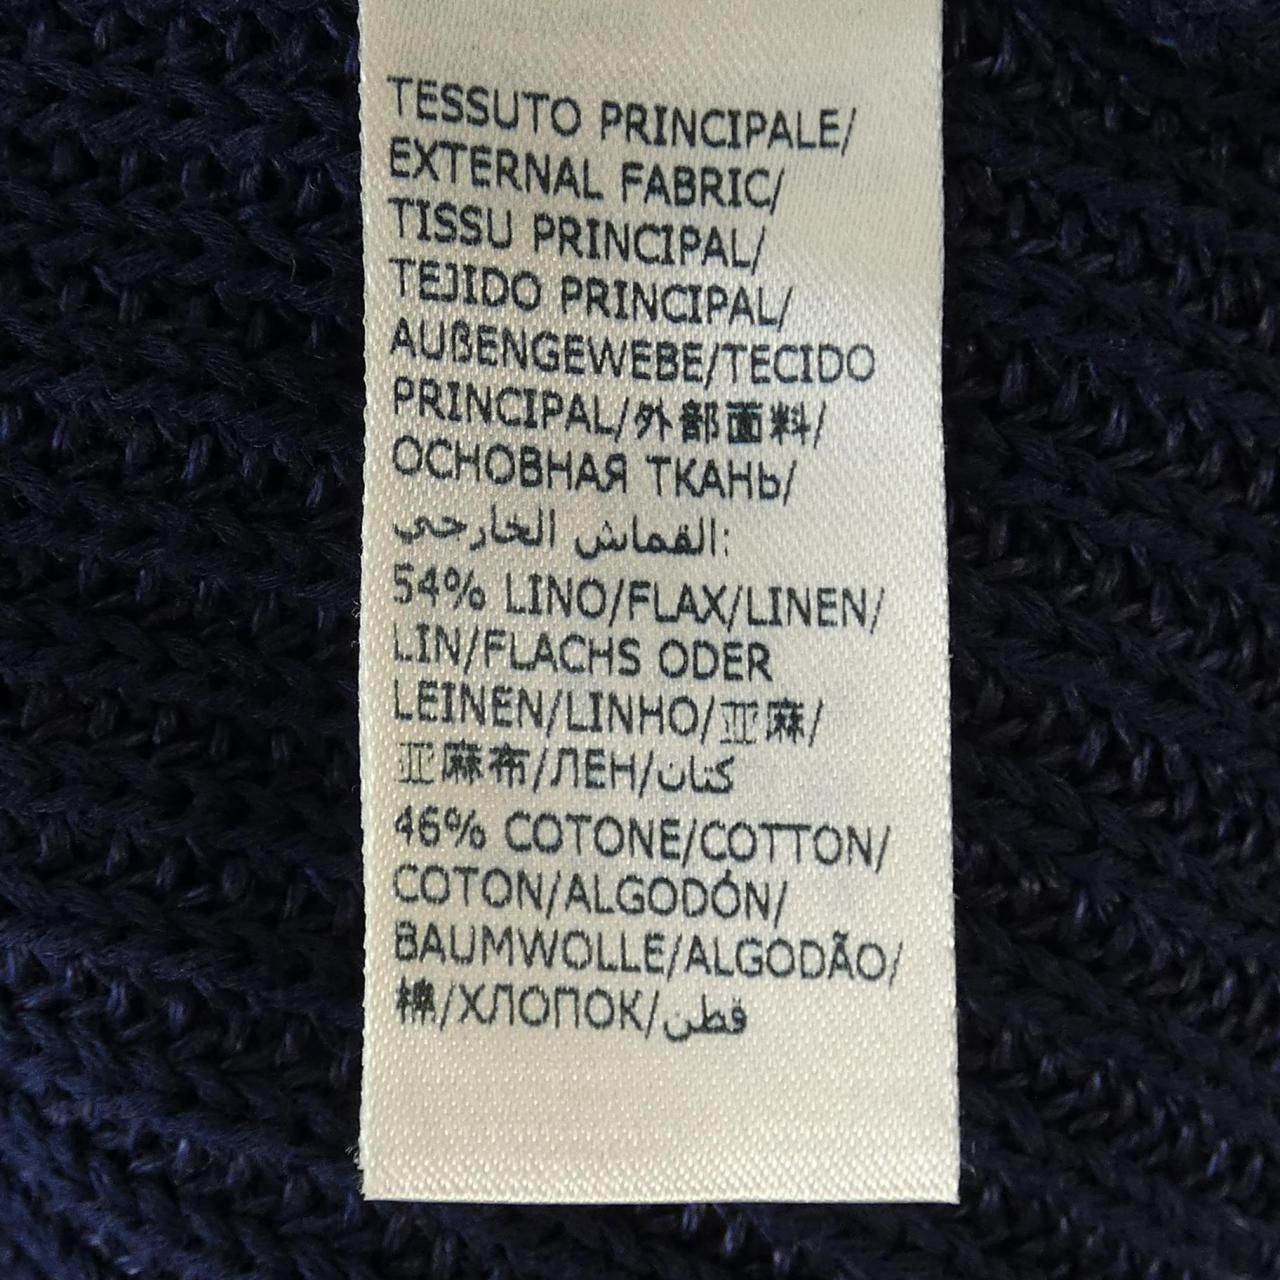 TESSUTO PRINCIPALE/
EXTERNAL FABRIC/
TISSU PRINCIPAL/
TEJIDO PRINCIPAL/
AUßENGEWEBE/TECIDO
PRINCIPAL/外部面料/
ОСНОВНАЯ ТКАНЬ/
القماش الخارجي:
54% LINO/FLAX/LINEN/
LIN/FLACHS ODER
LEINEN/LINHO/亚麻/
亚麻布/ЛЕН/كتان
46% COTONE/COTTON/
COTON/ALGODÓN/
BAUMWOLLE/ALGODÃO/
棉/ХЛОПОК/قطن